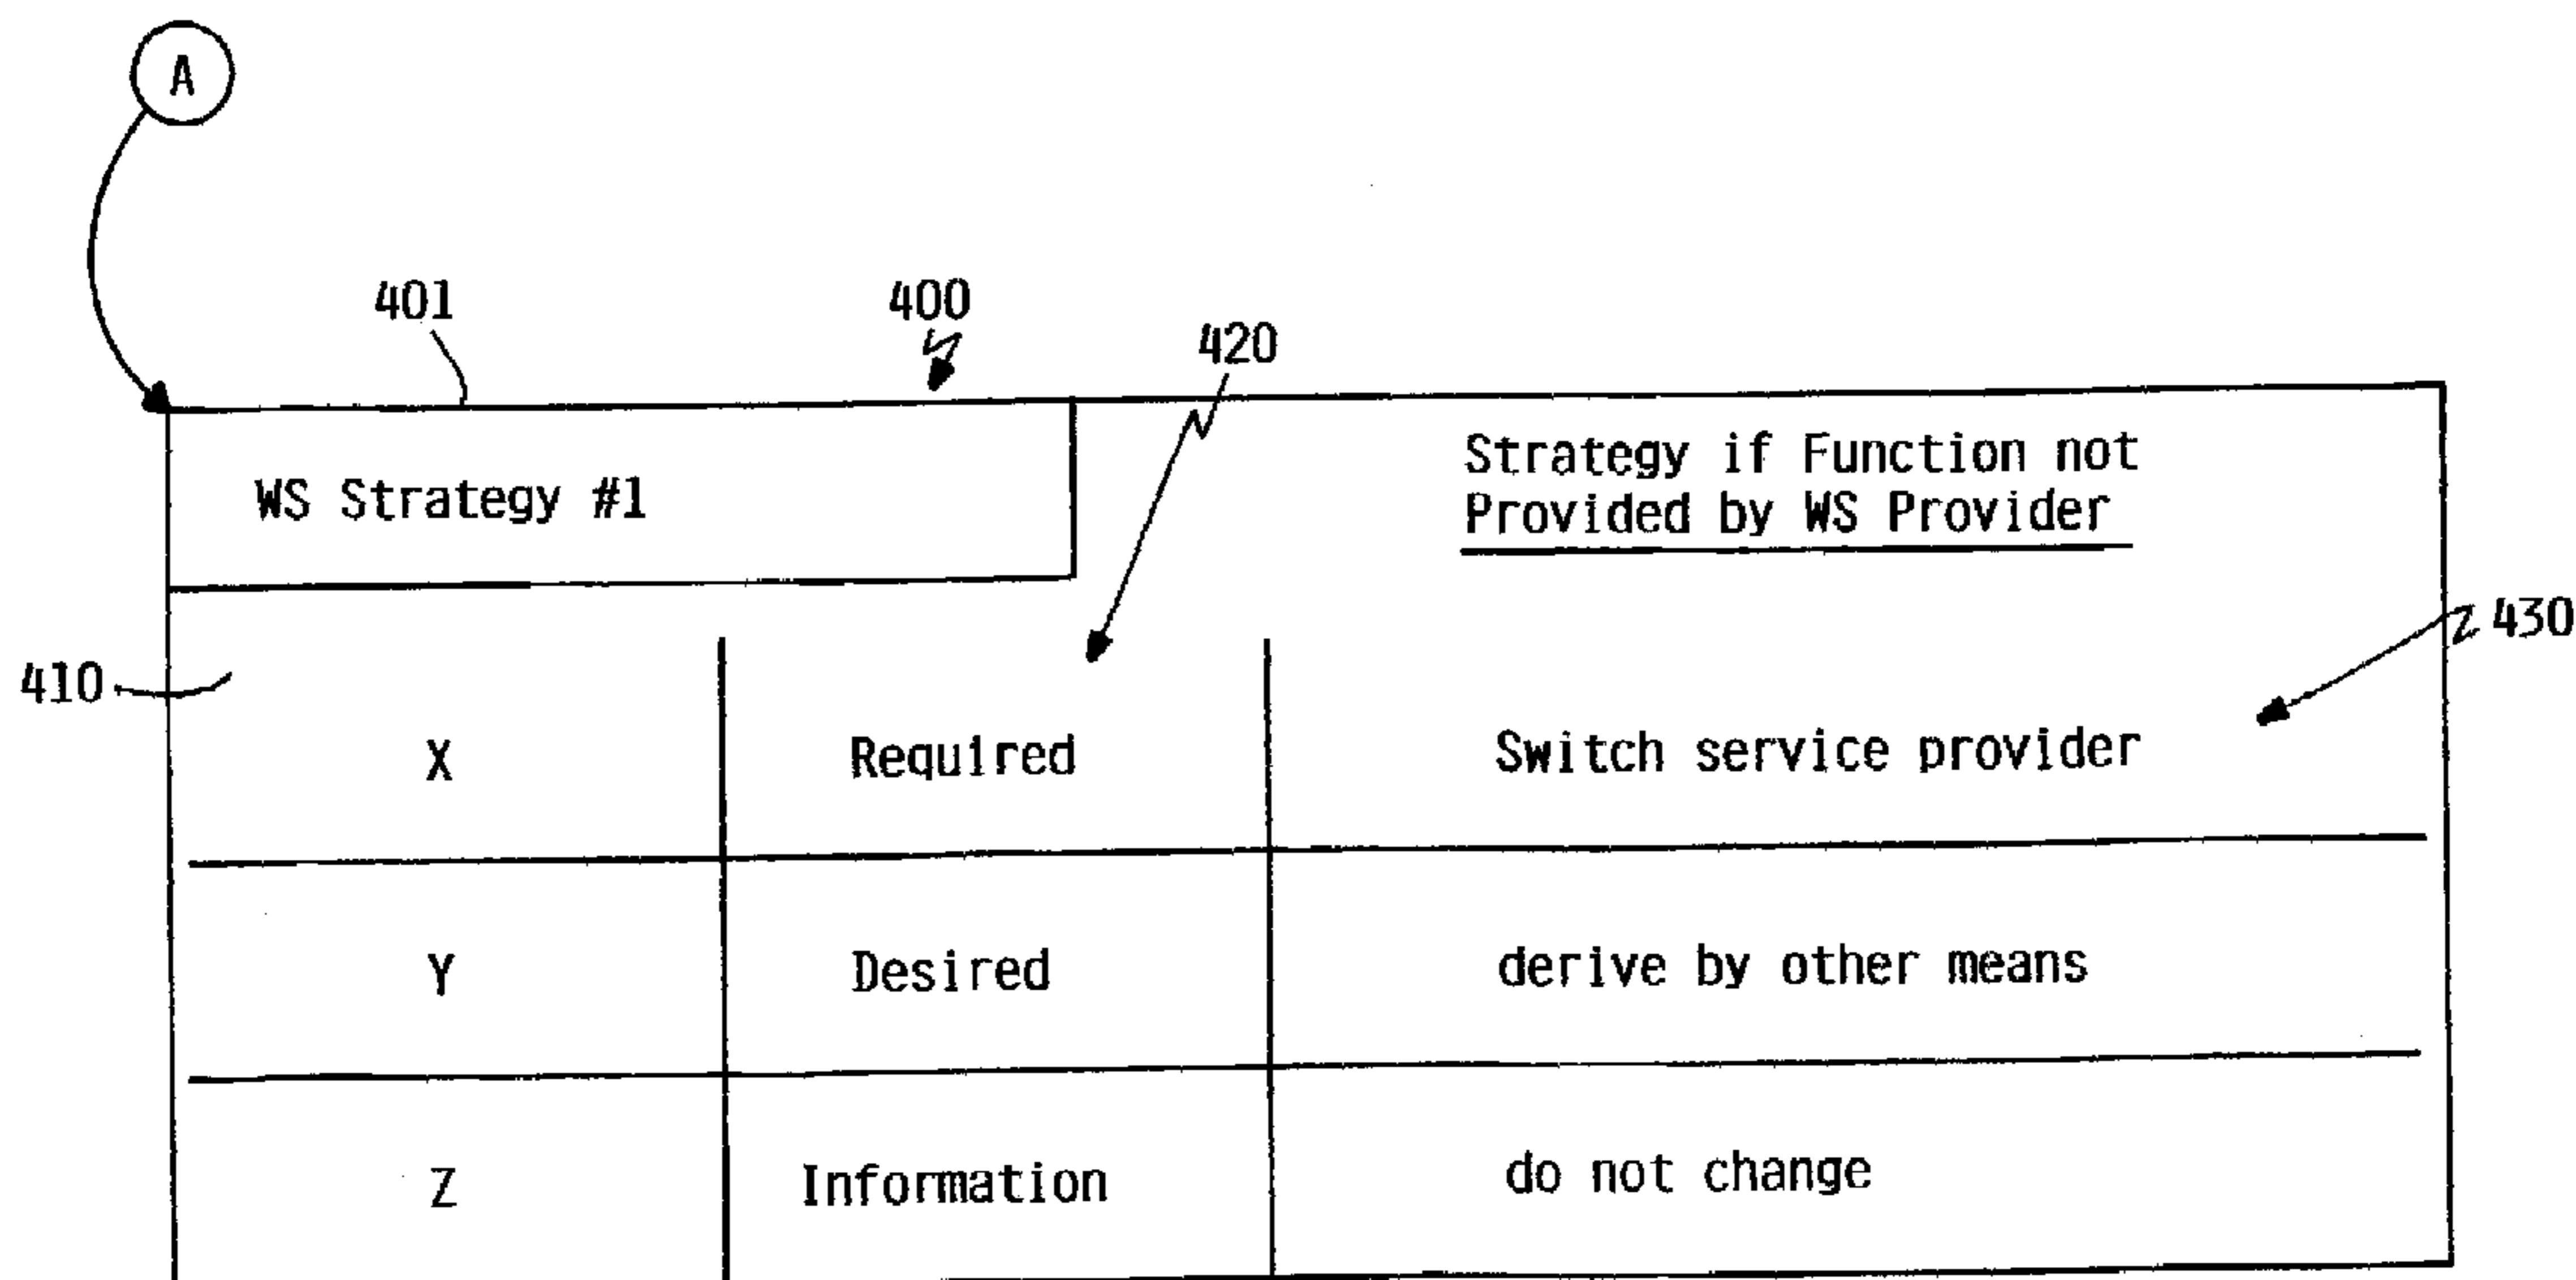 A
401
400
420
WS Strategy #1
Strategy if Function not
Provided by WS Provider
430
410
X
Required
Switch service provider
Y
Desired
derive by other means
Z
Information
do not change